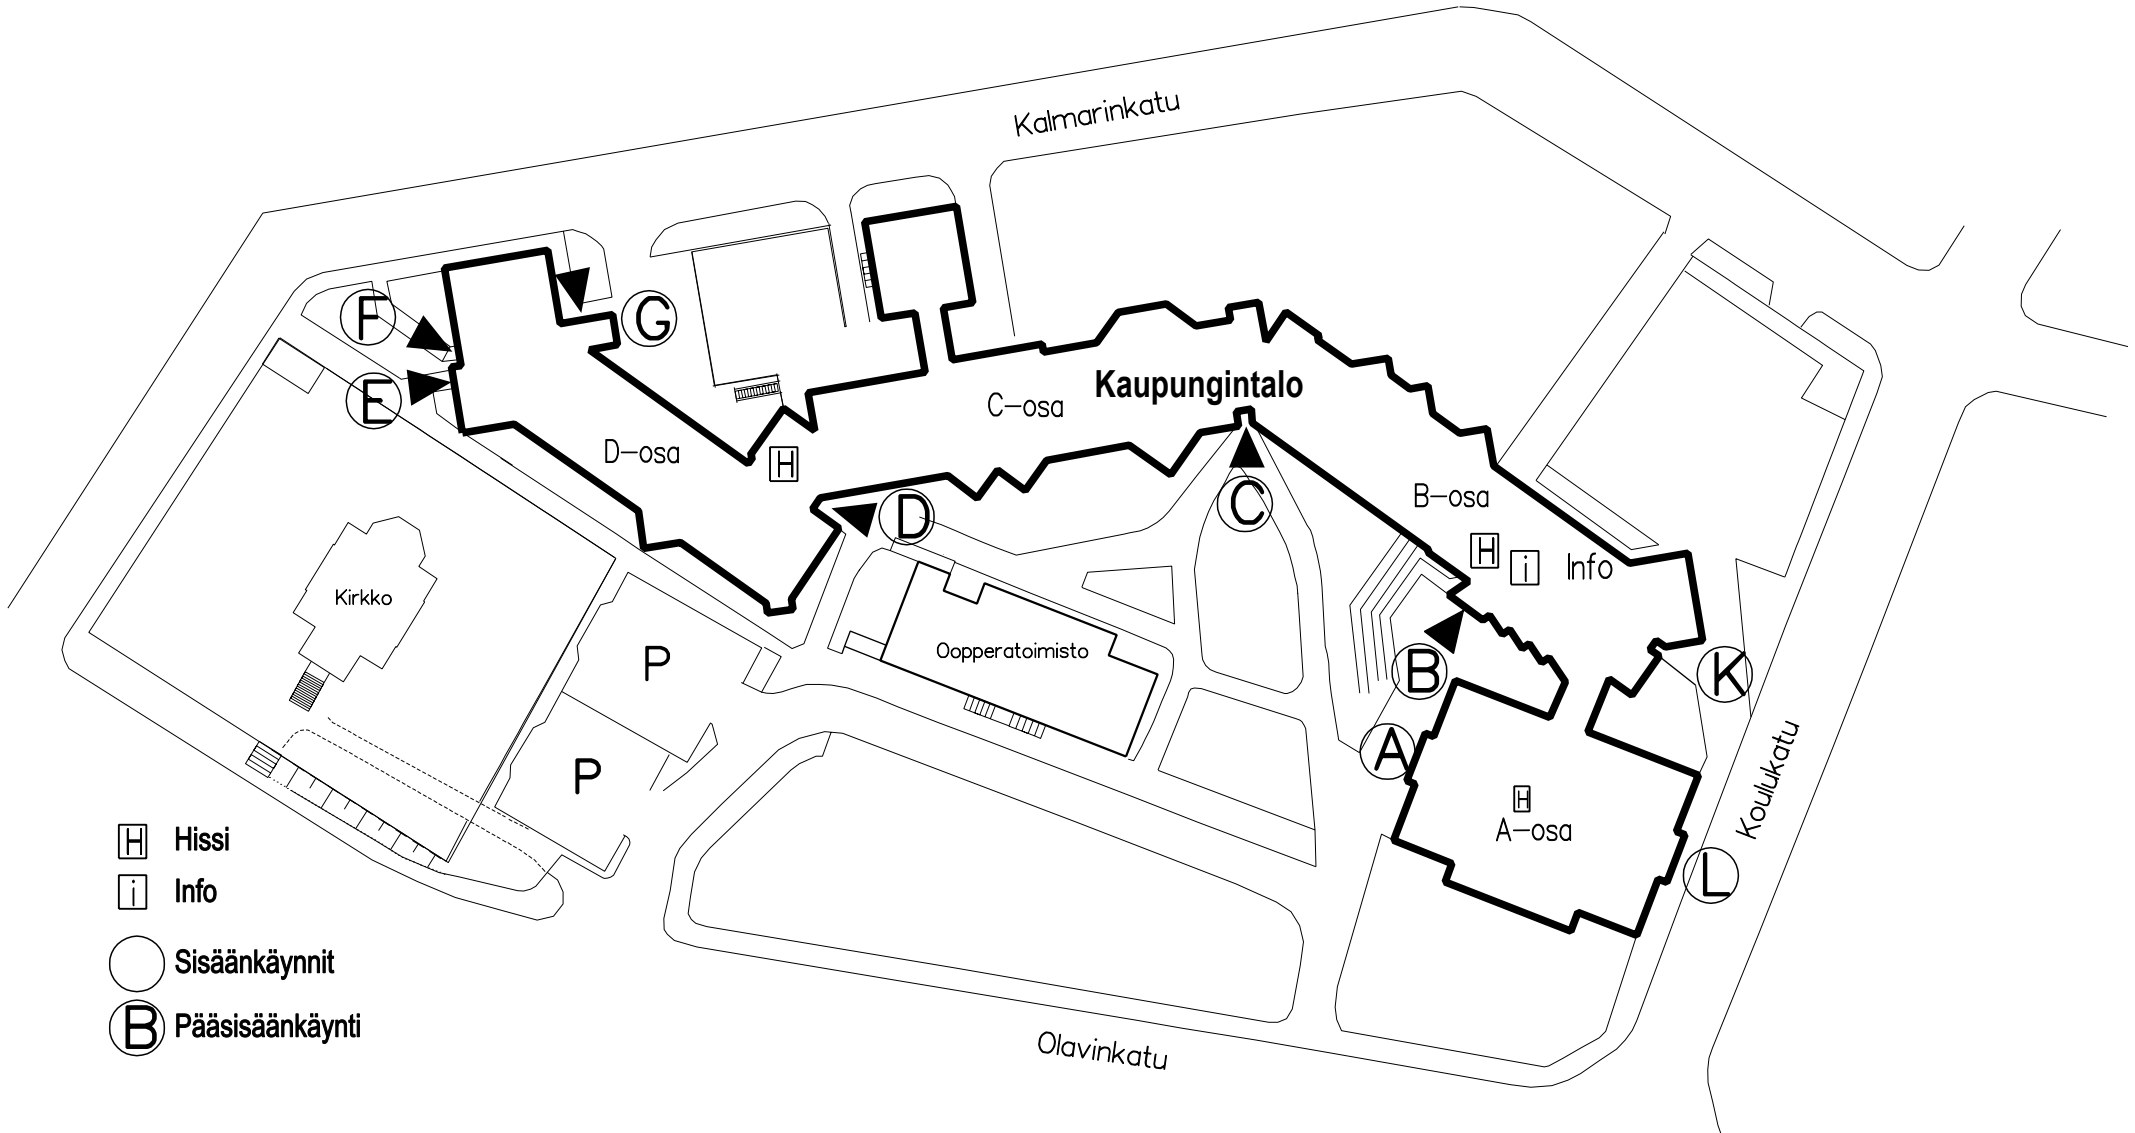 Kalmarinkatu
F
G
E
Kaupungintalo
C-osa
D-osa
H
D
C
B-osa
H
i
Info
Kirkko
Oopperatoimisto
P
B
K
A
P
Koulukatu
H
A-osa
L
H Hissi
i Info
Sisäänkäynnit
B Pääsisäänkäynti
Olavinkatu